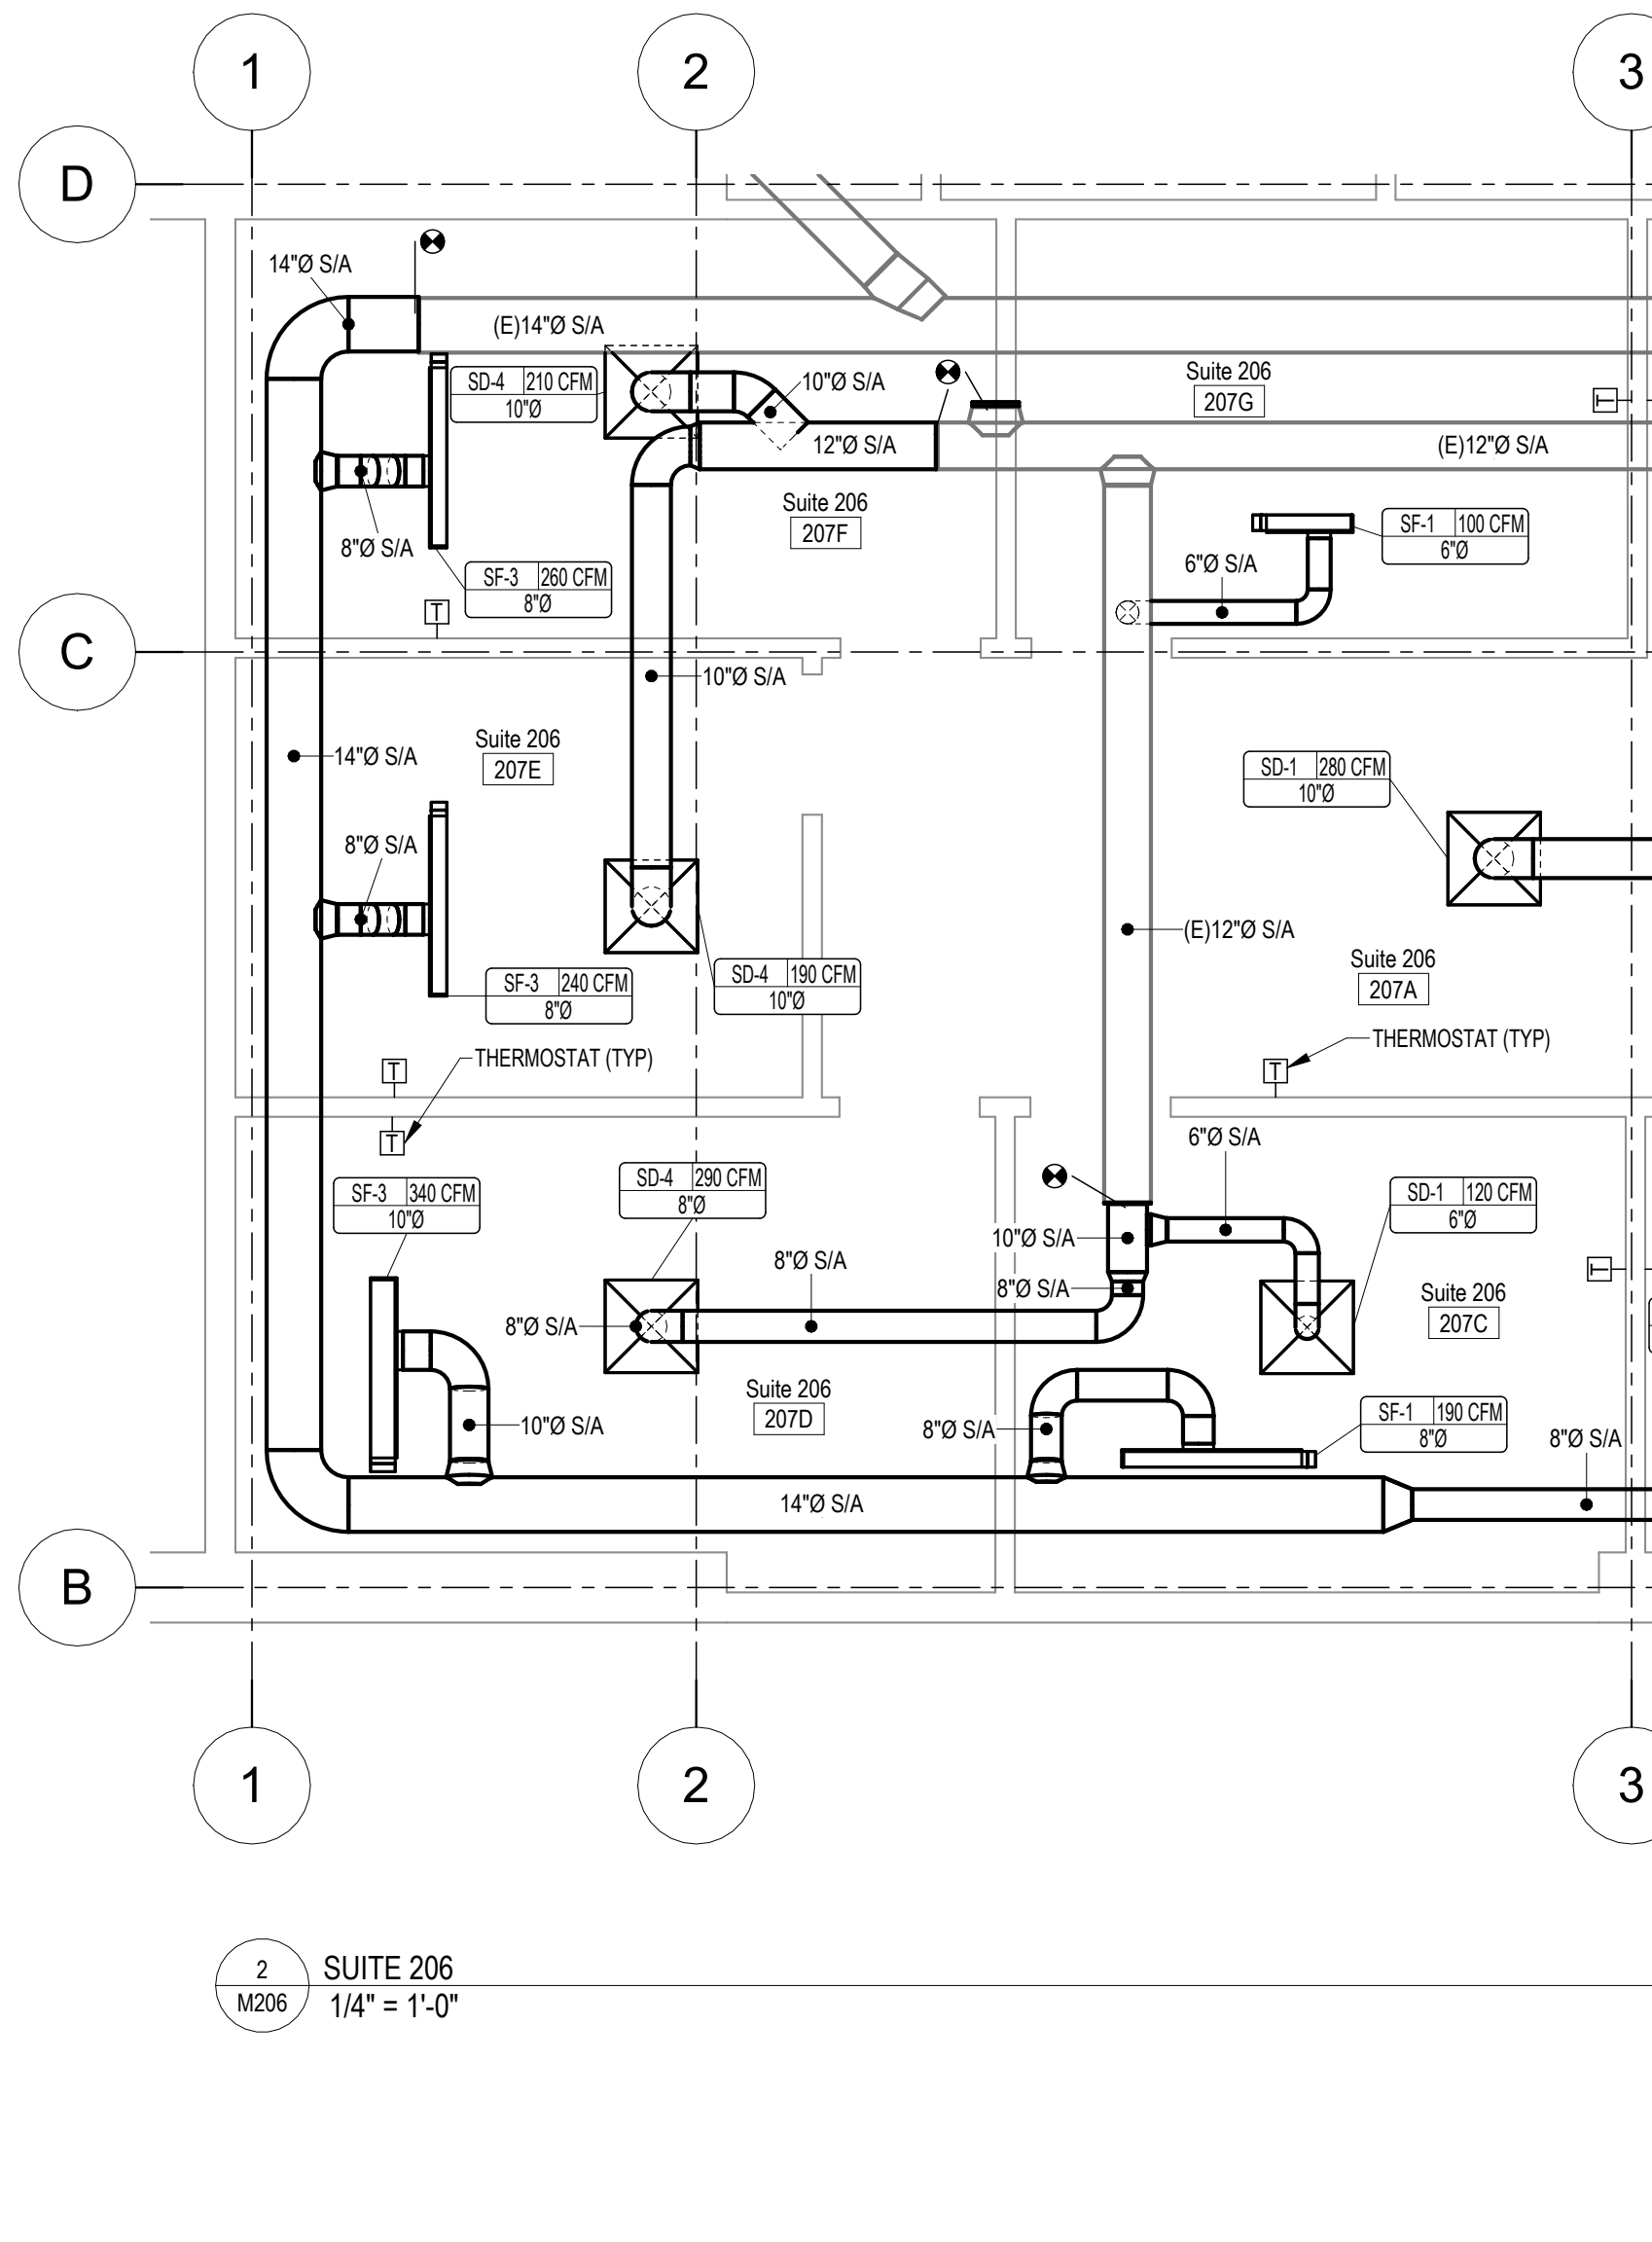 1
2
3
D
14"Ø S/A
(E)14"Ø S/A
SD-4 210 CFM
10"Ø
10"Ø S/A
Suite 206
207G
T
12"Ø S/A
(E)12"Ø S/A
Suite 206
207F
8"Ø S/A
SF-3 260 CFM
8"Ø
SF-1 100 CFM
6"Ø
6"Ø S/A
T
C
10"Ø S/A
14"Ø S/A
Suite 206
207E
SD-1 280 CFM
10"Ø
8"Ø S/A
(E)12"Ø S/A
SF-3 240 CFM
8"Ø
SD-4 190 CFM
10"Ø
Suite 206
207A
THERMOSTAT (TYP)
THERMOSTAT (TYP)
T
T
T
6"Ø S/A
SF-3 340 CFM
10"Ø
SD-4 290 CFM
8"Ø
SD-1 120 CFM
6"Ø
10"Ø S/A
8"Ø S/A
8"Ø S/A
T
8"Ø S/A
Suite 206
207C
Suite 206
207D
10"Ø S/A
8"Ø S/A
SF-1 190 CFM
8"Ø
8"Ø S/A
14"Ø S/A
B
1
2
3
2
M206
SUITE 206
1/4" = 1'-0"